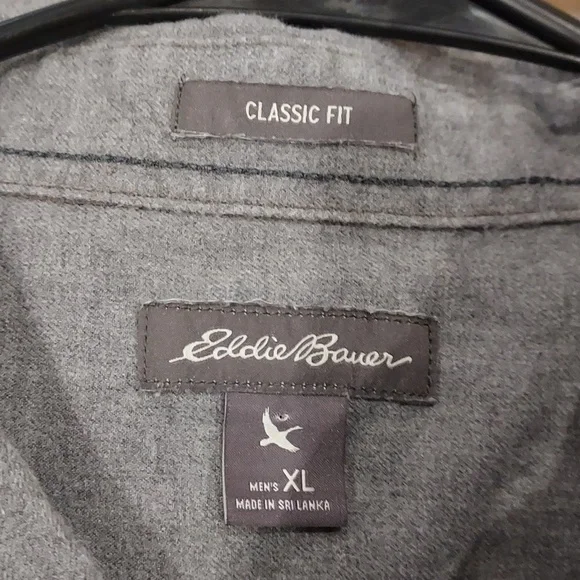 CLASSIC FIT
Eddie Bauer
MEN'S XL
MADE IN SRI LANKA